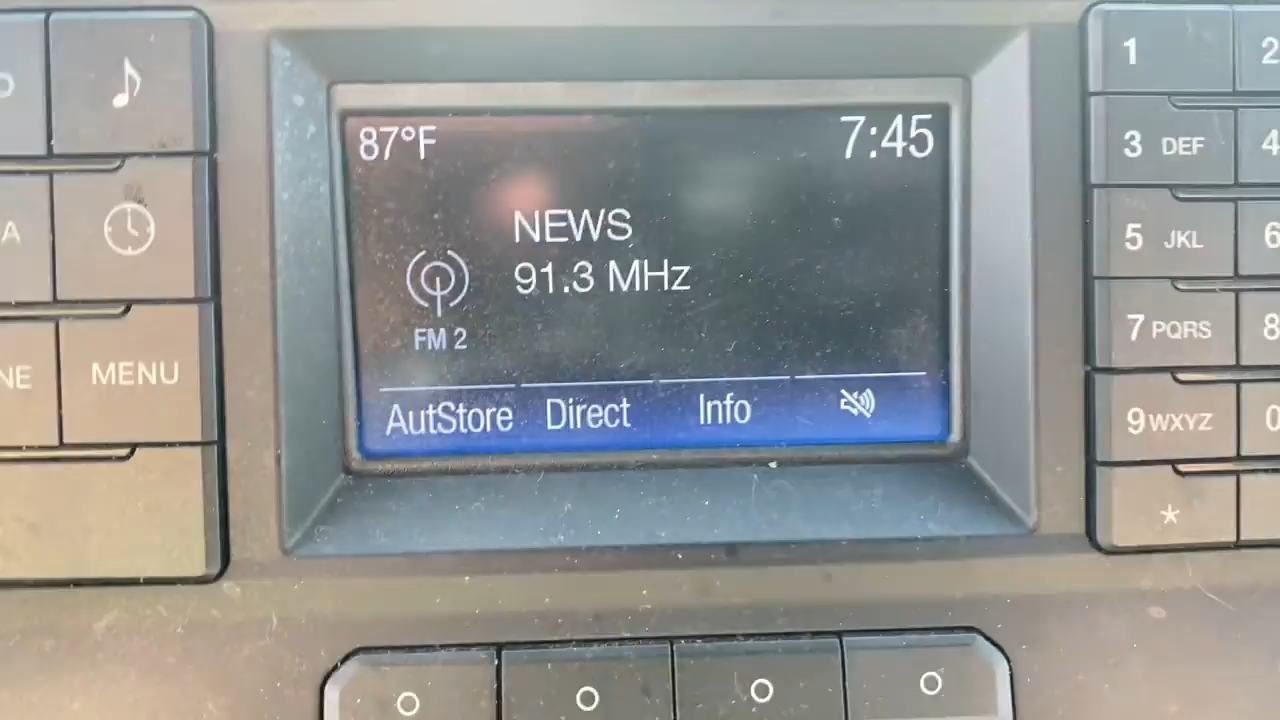 87°F
7:45
NEWS
91.3 MHz
FM 2
AutStore
Direct
Info
MENU
1
2
3 DEF
4
5 JKL
6
7 PQRS
8
9 WXYZ
0
*
A
NE